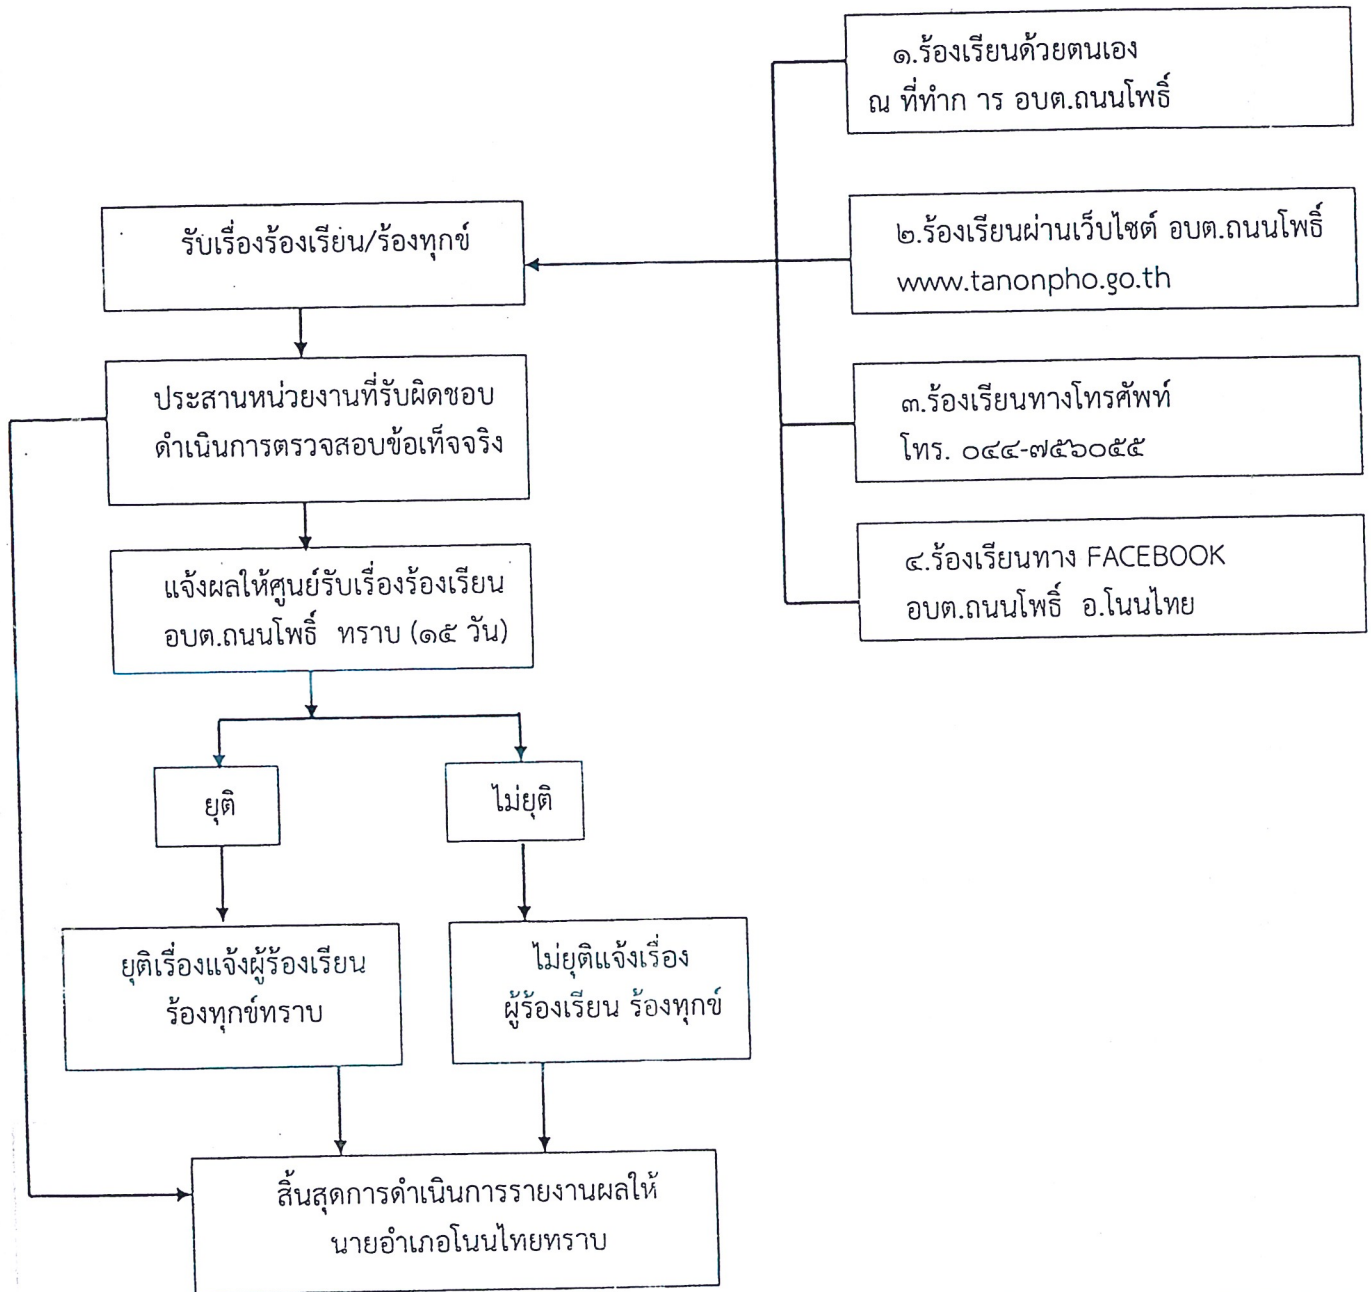 ๑.ร้องเรียนด้วยตนเอง
ณ ที่ทำก าร อบต.ถนนโพธิ์
รับเรื่องร้องเรียน/ร้องทุกข์
๒.ร้องเรียนผ่านเว็บไซต์ อบต.ถนนโพธิ์
www.tanonpho.go.th
ประสานหน่วยงานที่รับผิดชอบ
ดำเนินการตรวจสอบข้อเท็จจริง
๓.ร้องเรียนทางโทรศัพท์
โทร. ๐๔๔-๗๕๖๐๕๕
แจ้งผลให้ศูนย์รับเรื่องร้องเรียน
อบต.ถนนโพธิ์ ทราบ (๑๕ วัน)
๔.ร้องเรียนทาง FACEBOOK
อบต.ถนนโพธิ์ อ.โนนไทย
ยุติ
ไม่ยุติ
ยุติเรื่องแจ้งผู้ร้องเรียน
ร้องทุกข์ทราบ
ไม่ยุติแจ้งเรื่อง
ผู้ร้องเรียน ร้องทุกข์
สิ้นสุดการดำเนินการรายงานผลให้
นายอำเภอโนนไทยทราบ